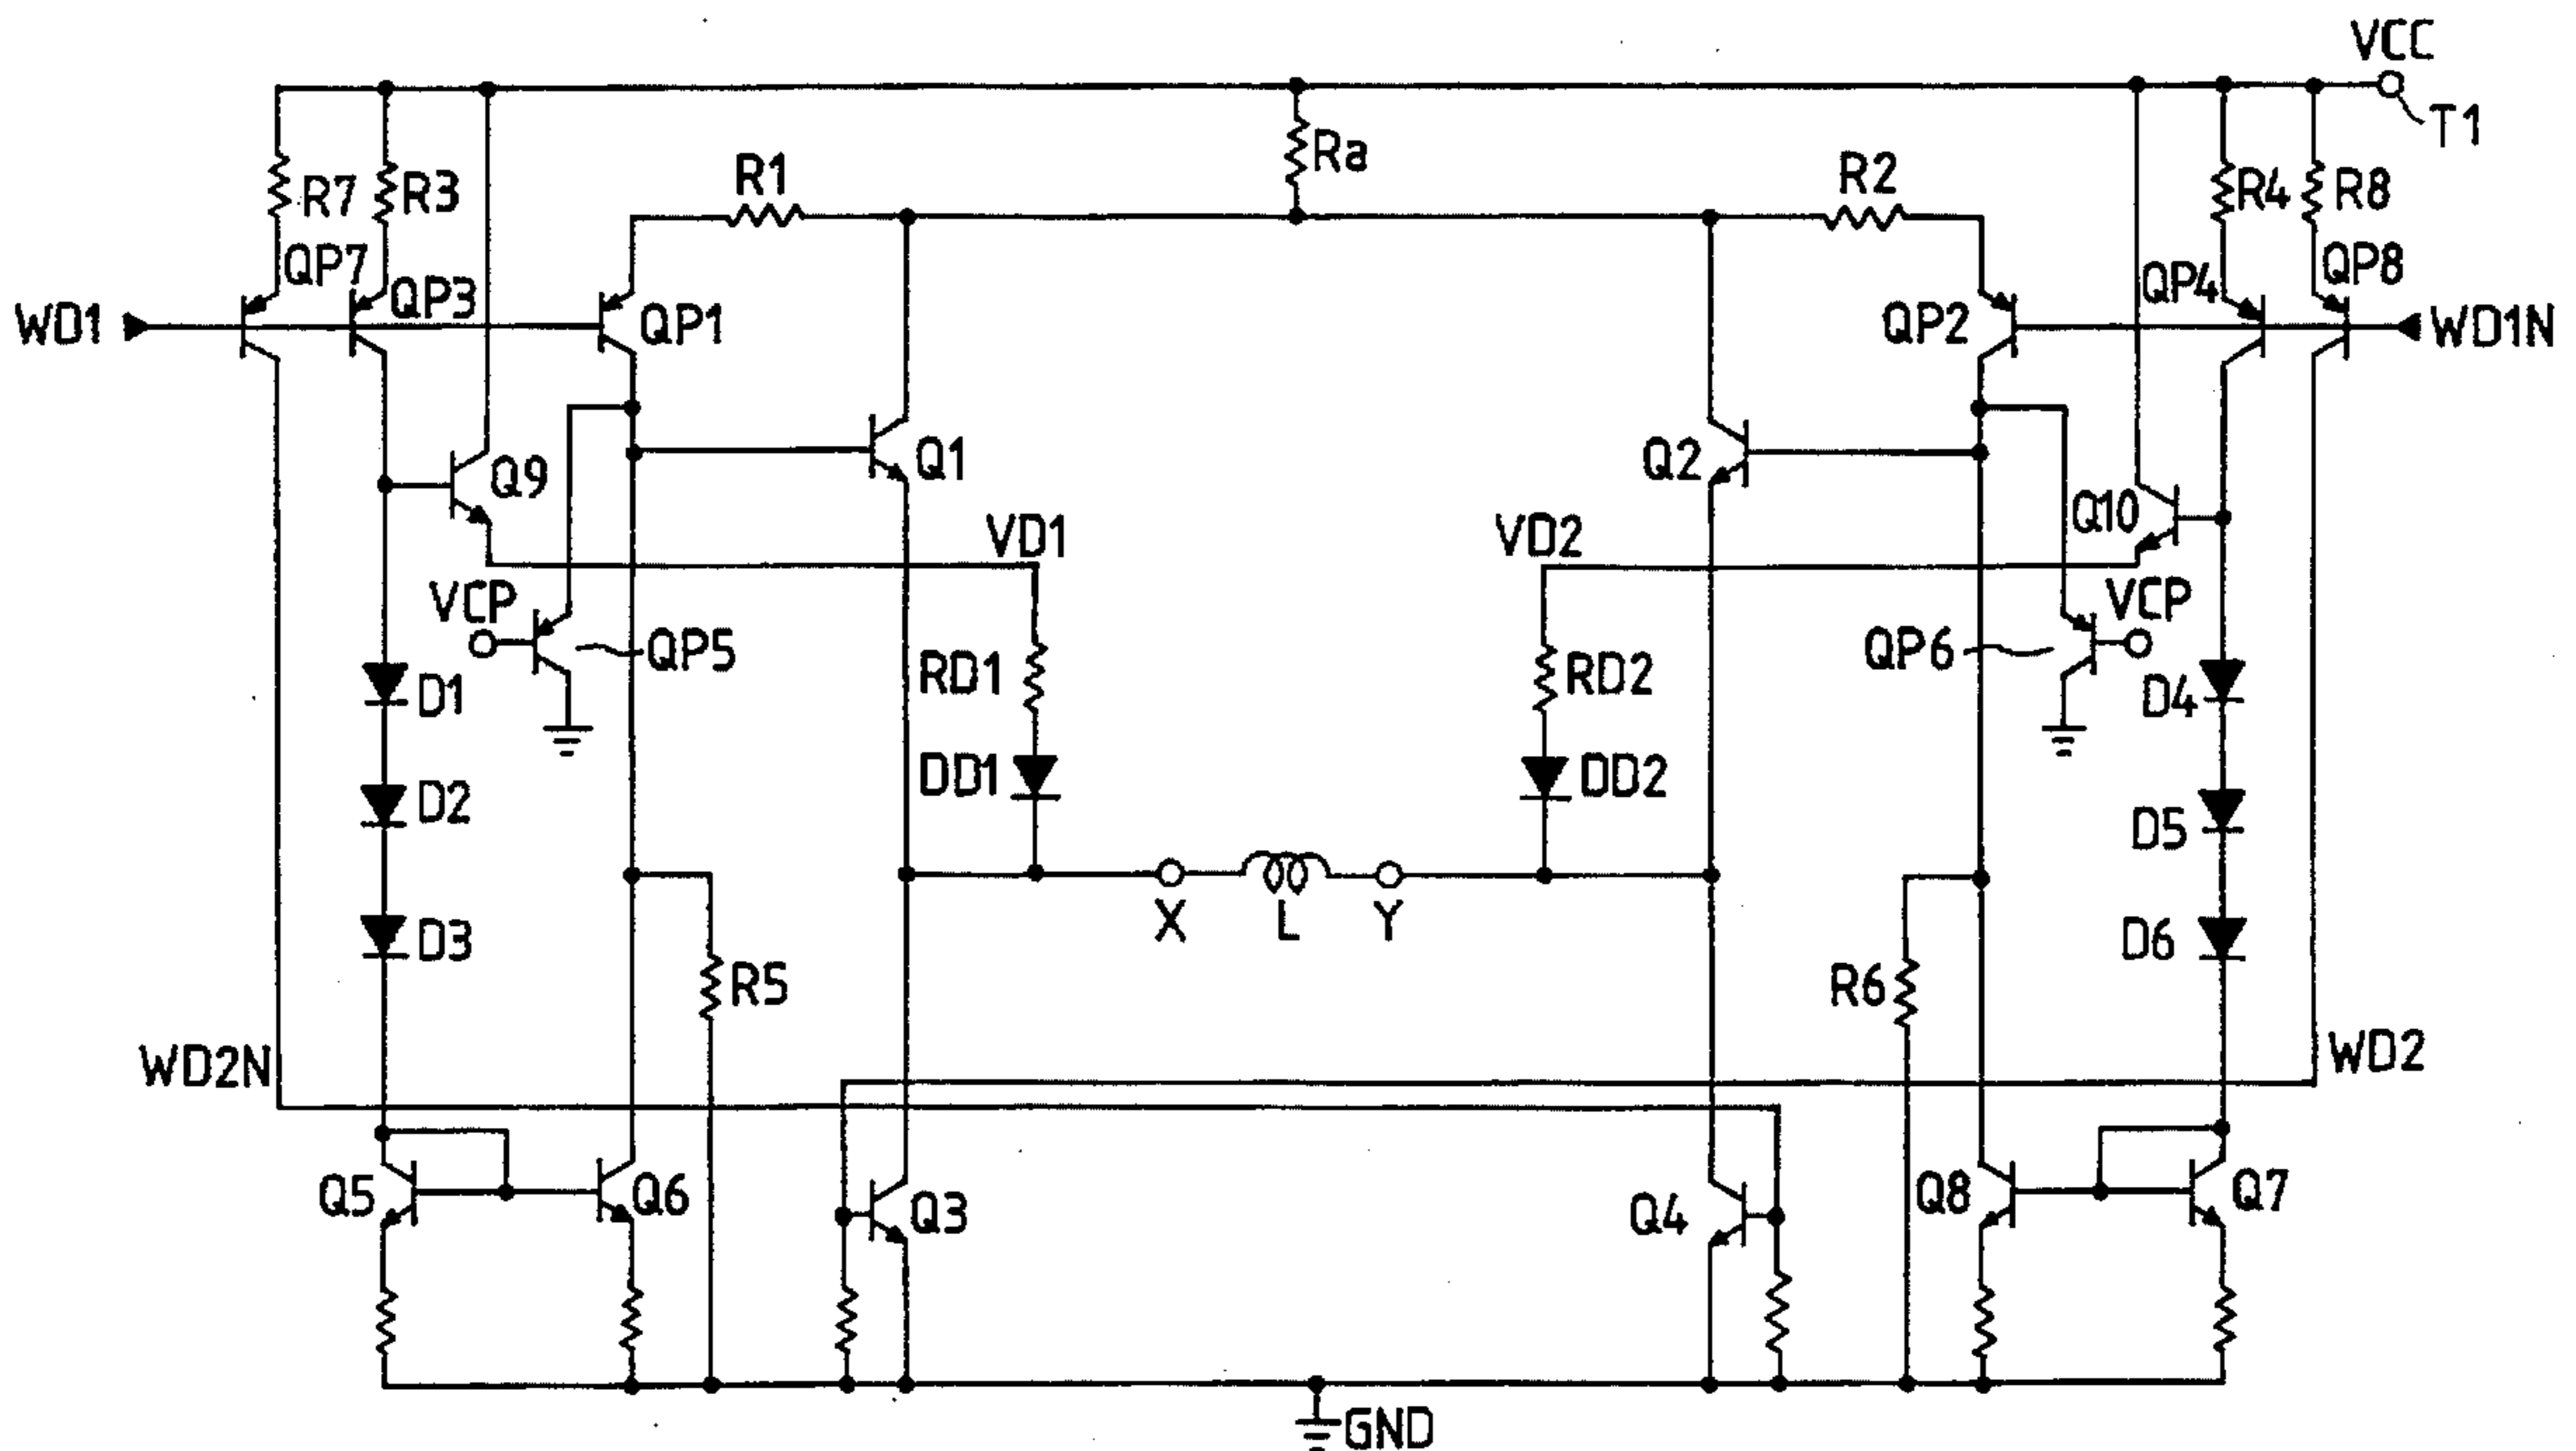 VCC
T1
Ra
R1
R2
R7
R3
R4
R8
QP7
QP3
QP4
QP8
WD1
QP1
QP2
WD1N
Q9
Q1
Q2
Q10
VD1
VD2
VCP
VCP
QP5
QP6
RD1
RD2
D1
D4
DD1
DD2
D2
D5
X
L
Y
D3
D6
R5
R6
WD2N
WD2
Q5
Q6
Q3
Q4
Q8
Q7
GND